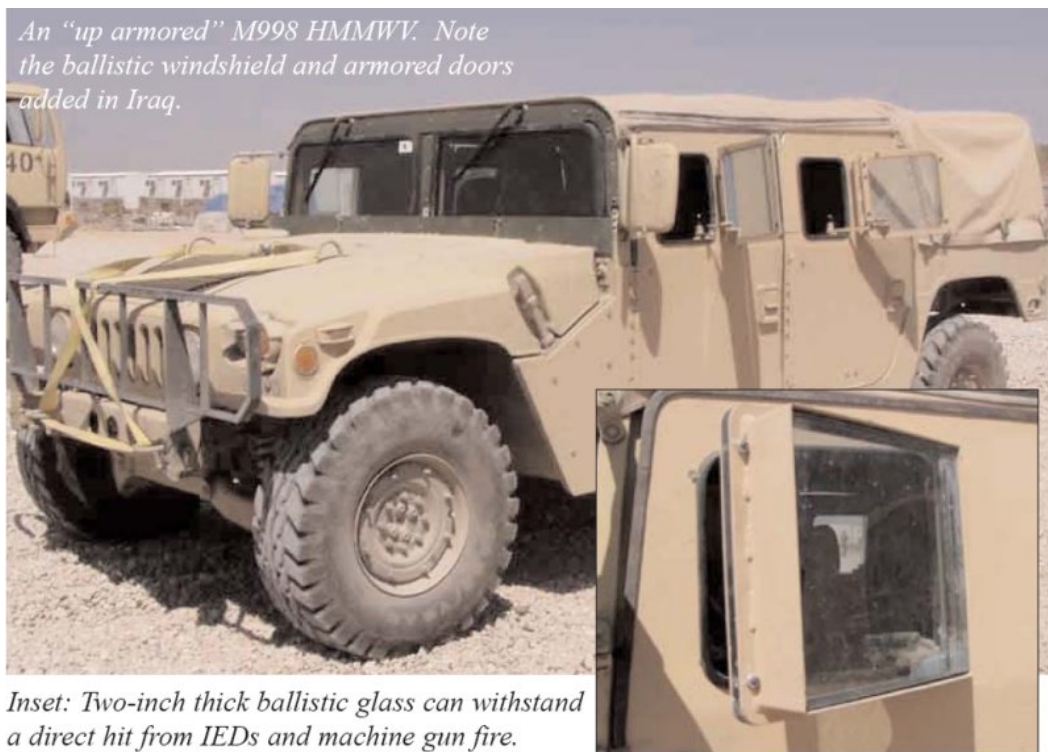 An “up armored” M998 HMMWV. Note
the ballistic windshield and armored doors
added in Iraq.
40
Inset: Two-inch thick ballistic glass can withstand
a direct hit from IEDs and machine gun fire.